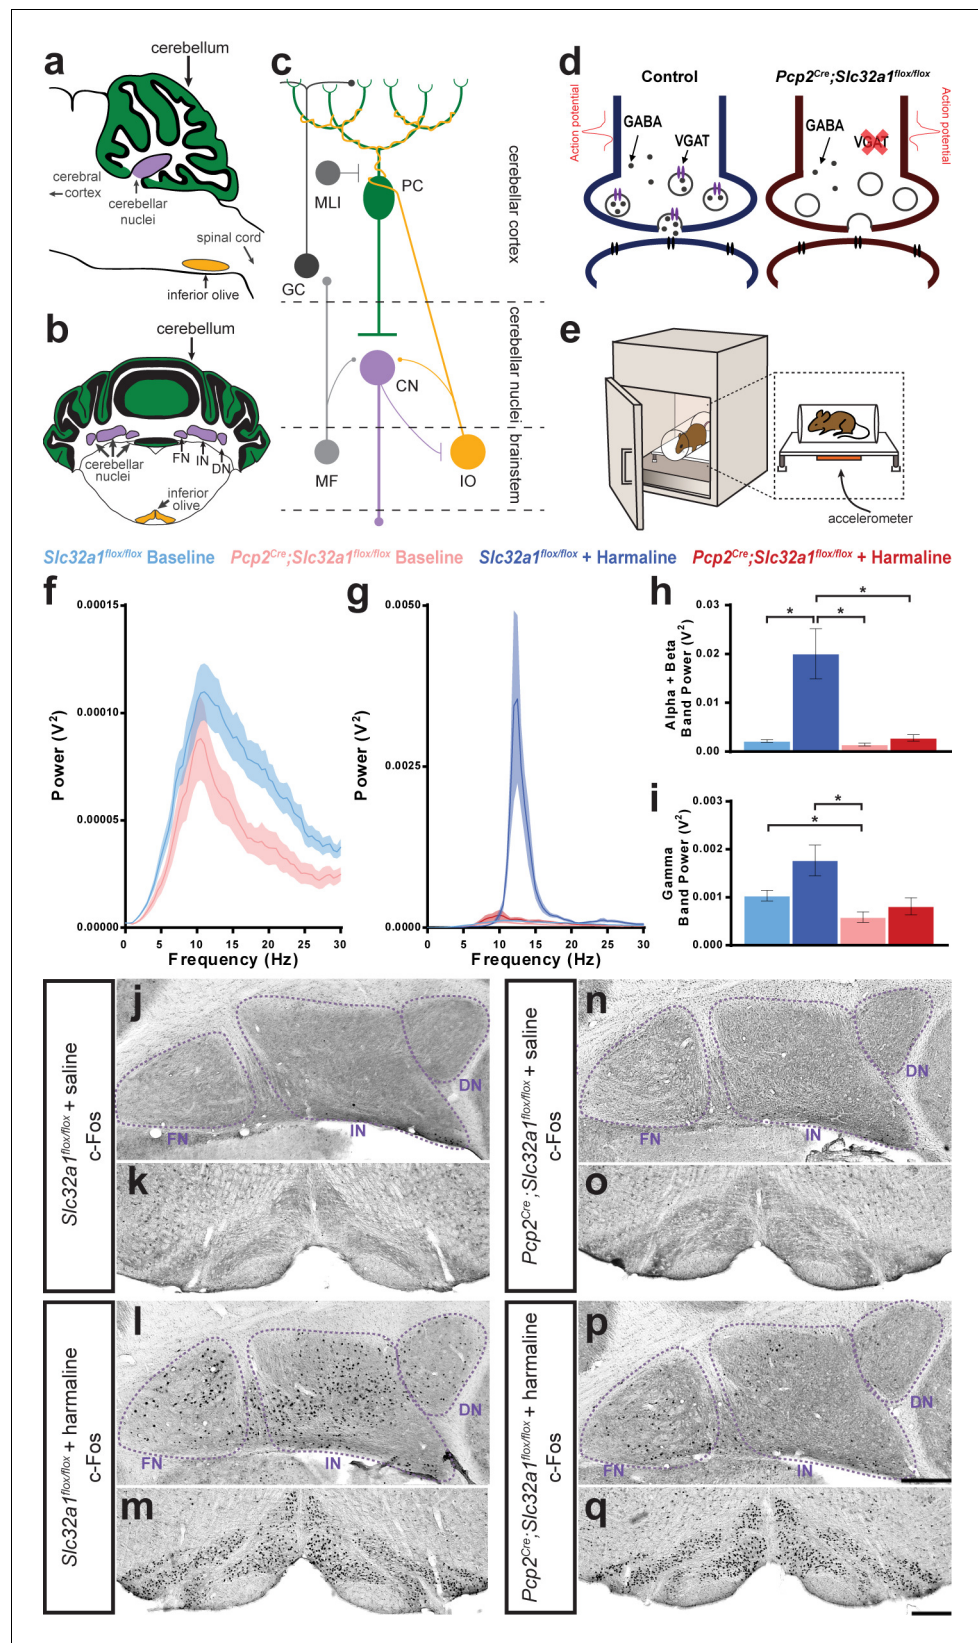 a
cerebellum
cerebral
cortex
cerebellar
nuclei
spinal cord
inferior olive
b
cerebellum
cerebellar
nuclei
FN
IN
DN
inferior
olive
c
MLI
PC
GC
CN
MF
IO
cerebellar cortex
cerebellar nuclei
brainstem
d
Control
Pcp2Cre;Slc32a1flox/flox
Action potential
GABA
VGAT
GABA
VGAT
Action potential
e
accelerometer
Slc32a1flox/flox Baseline
Pcp2Cre;Slc32a1flox/flox Baseline
Slc32a1flox/flox + Harmaline
Pcp2Cre;Slc32a1flox/flox + Harmaline
f
Power (V2)
0.00015
0.00010
0.00005
0.00000
0 5 10 15 20 25 30
Frequency (Hz)
g
Power (V2)
0.0050
0.0025
0.0000
0 5 10 15 20 25 30
Frequency (Hz)
h
Alpha + Beta
Band Power (V2)
0.03
0.02
0.01
0.00
*
* *
i
Gamma
Band Power (V2)
0.003
0.002
0.001
0.000
*
*
Slc32a1flox/flox + saline
c-Fos
j
FN
IN
DN
k
Pcp2Cre;Slc32a1flox/flox + saline
c-Fos
n
FN
IN
DN
o
Slc32a1flox/flox + harmaline
c-Fos
l
FN
IN
DN
m
Pcp2Cre;Slc32a1flox/flox + harmaline
c-Fos
p
FN
IN
DN
q